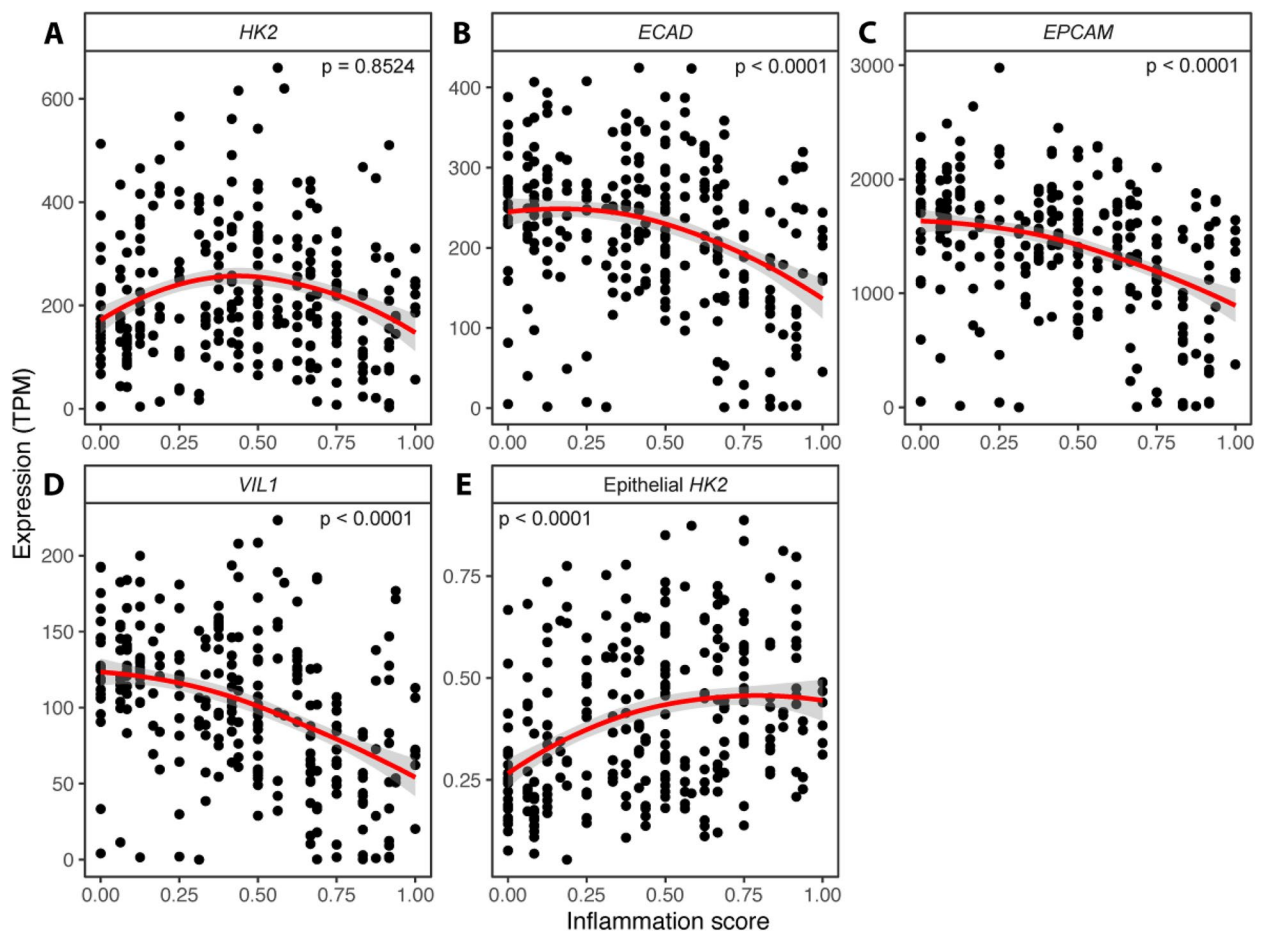 A
HK2
p = 0.8524
600
400
200
0
0.00 0.25 0.50 0.75 1.00
B
ECAD
p < 0.0001
400
300
200
100
0
0.00 0.25 0.50 0.75 1.00
C
EPCAM
p < 0.0001
3000
2000
1000
0
0.00 0.25 0.50 0.75 1.00
Expression (TPM)
D
VIL1
p < 0.0001
200
150
100
50
0
0.00 0.25 0.50 0.75 1.00
E
Epithelial HK2
p < 0.0001
0.75
0.50
0.25
0.00 0.25 0.50 0.75 1.00
Inflammation score